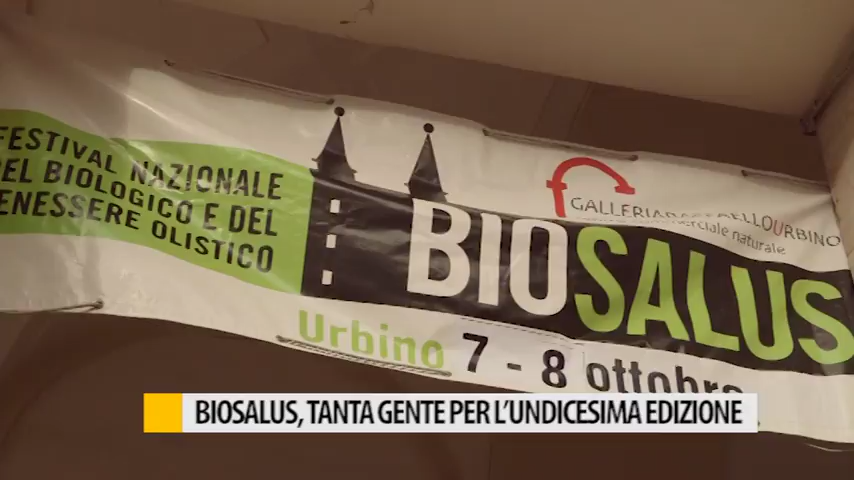 FESTIVAL NAZIONALE
DEL BIOLOGICO E DEL
BENESSERE OLISTICO
GALLERIARAFFAELLOURBINO
commerciale naturale
BIOSALUS
Urbino 7 - 8 ottobre
BIOSALUS, TANTA GENTE PER L'UNDICESIMA EDIZIONE